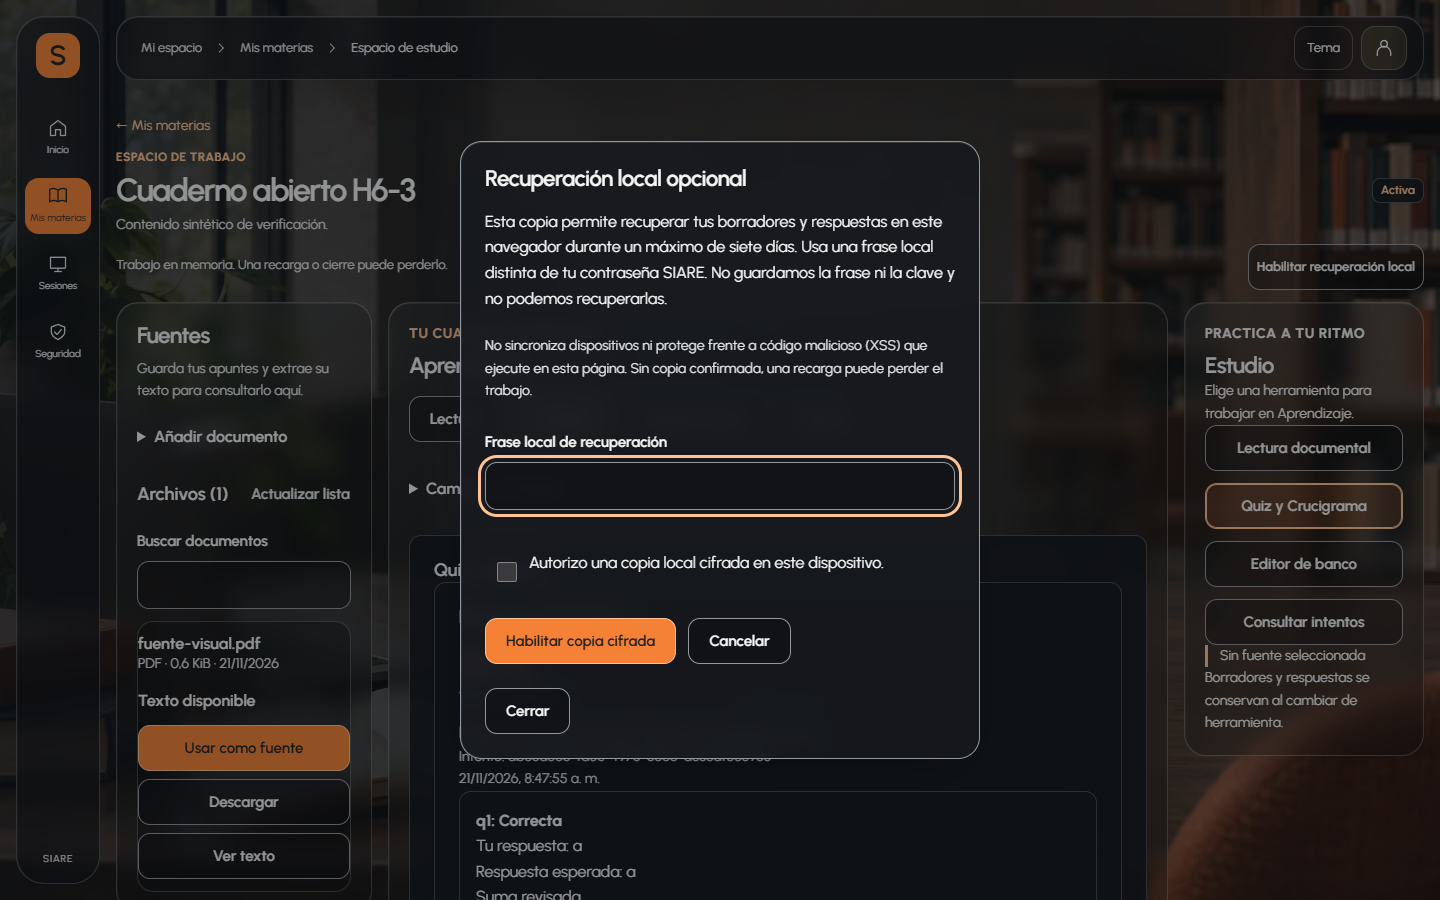 S
Inicio
Mis materias
Sesiones
Seguridad
SIARE
Mi espacio
Mis materias
Espacio de estudio
Tema
← Mis materias
ESPACIO DE TRABAJO
Cuaderno abierto H6-3
Contenido sintético de verificación.
Activa
Trabajo en memoria. Una recarga o cierre puede perderlo.
Habilitar recuperación local
Fuentes
Guarda tus apuntes y extrae su
texto para consultarlo aquí.
Añadir documento
Archivos (1)
Actualizar lista
Buscar documentos
fuente-visual.pdf
PDF · 0,6 KiB · 21/11/2026
Texto disponible
Usar como fuente
Descargar
Ver texto
Recuperación local opcional
Esta copia permite recuperar tus borradores y respuestas en este
navegador durante un máximo de siete días. Usa una frase local
distinta de tu contraseña SIARE. No guardamos la frase ni la clave y
no podemos recuperarlas.
No sincroniza dispositivos ni protege frente a código malicioso (XSS) que
ejecute en esta página. Sin copia confirmada, una recarga puede perder el
trabajo.
Frase local de recuperación
Autorizo una copia local cifrada en este dispositivo.
Habilitar copia cifrada
Cancelar
Cerrar
21/11/2026, 8:47:55 a. m.
q1: Correcta
Tu respuesta: a
Respuesta esperada: a
Suma revisada
PRACTICA A TU RITMO
Estudio
Elige una herramienta para
trabajar en Aprendizaje.
Lectura documental
Quiz y Crucigrama
Editor de banco
Consultar intentos
Sin fuente seleccionada
Borradores y respuestas se
conservan al cambiar de
herramienta.